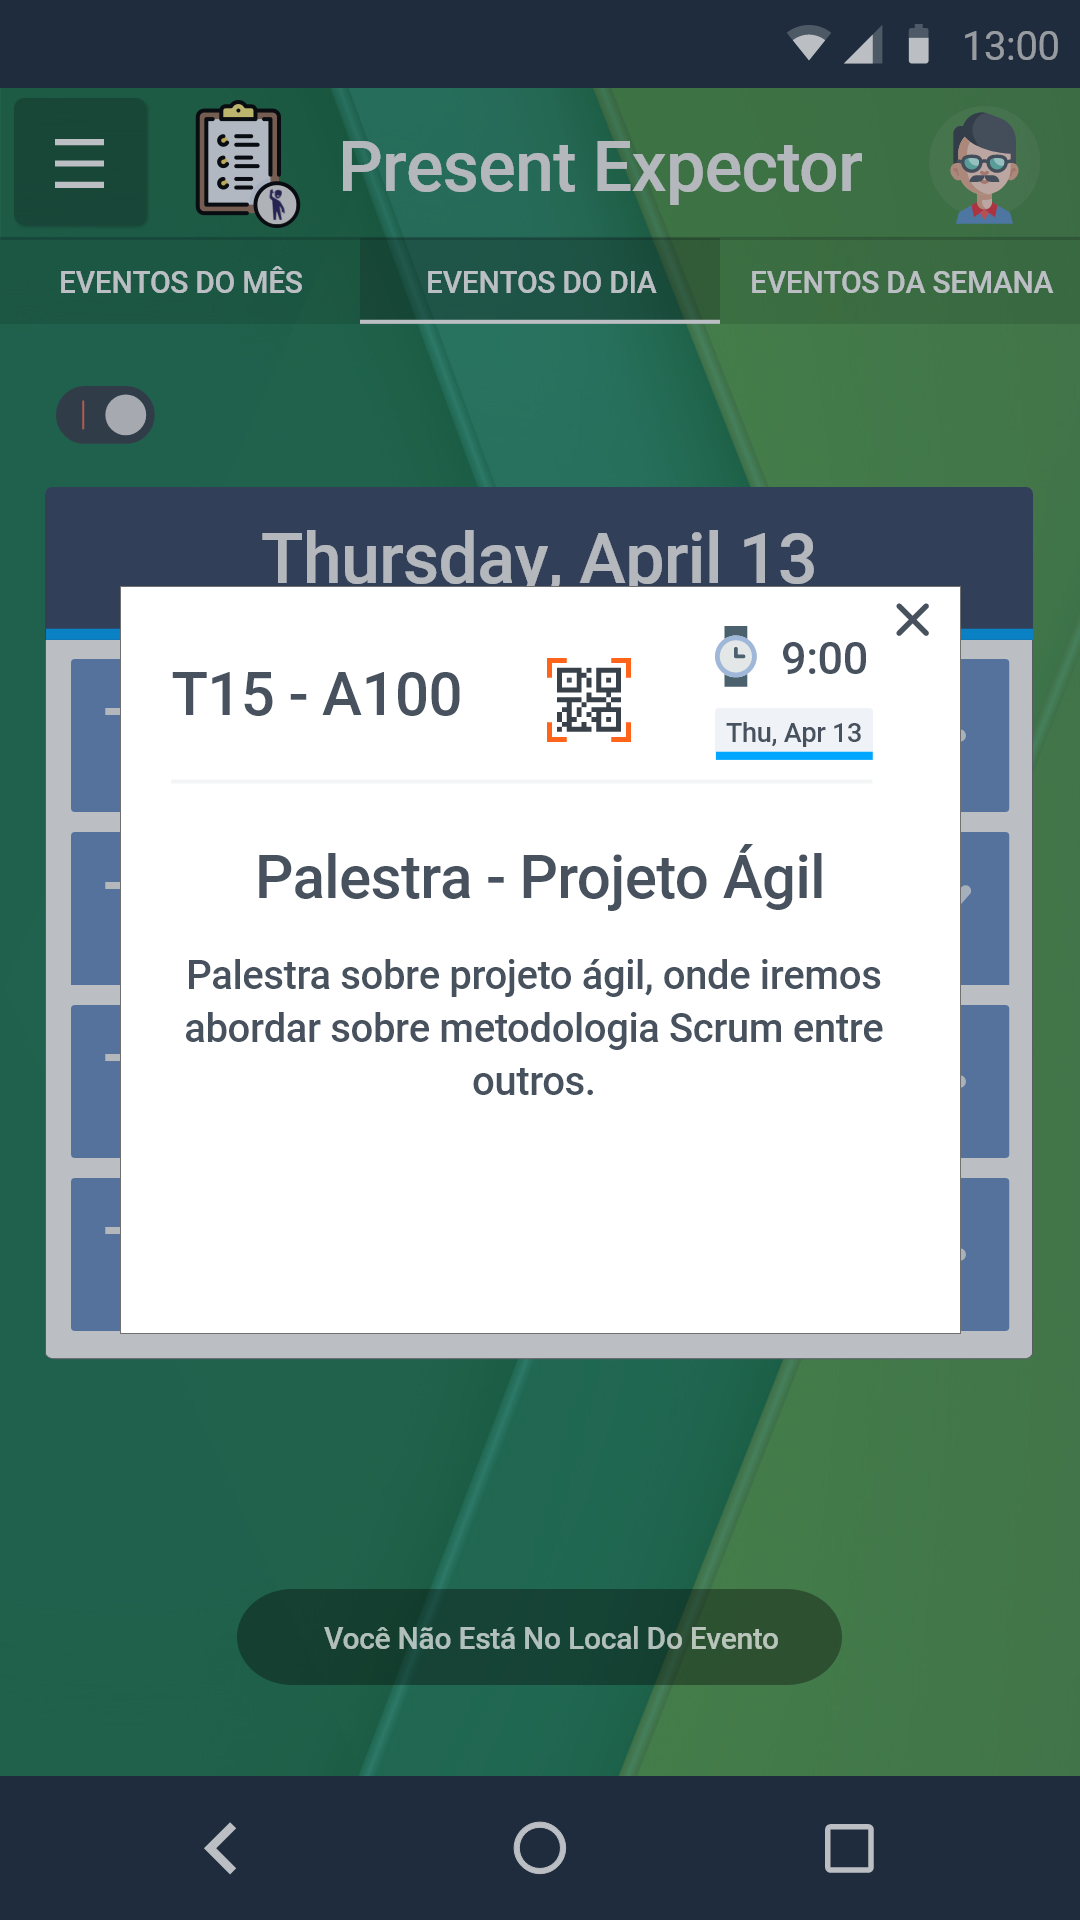 13:00
Present Expector
EVENTOS DO MÊS
EVENTOS DO DIA
EVENTOS DA SEMANA
Thursday, April 13
T15 - A100
9:00
Thu, Apr 13
Palestra - Projeto Ágil
Palestra sobre projeto ágil, onde iremos
abordar sobre metodologia Scrum entre
outros.
Você Não Está No Local Do Evento